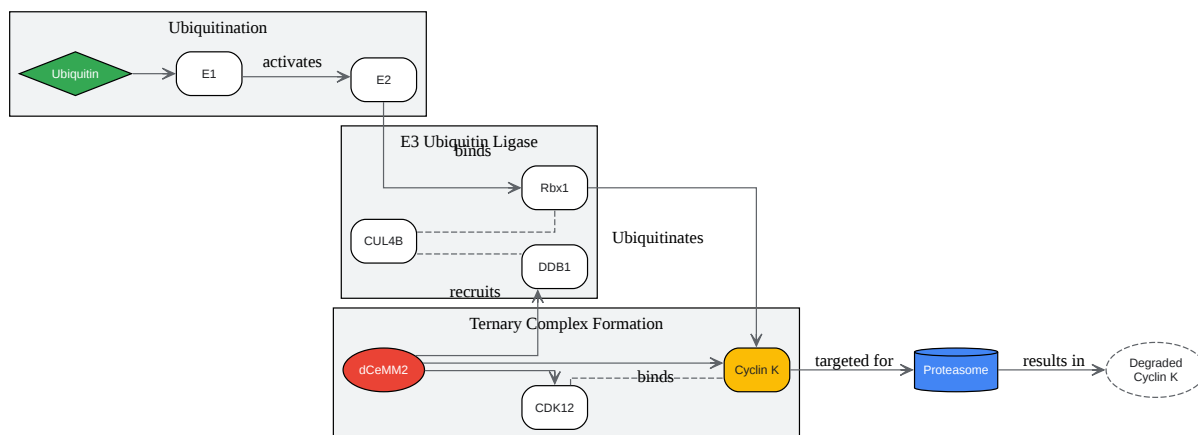 Ubiquitination
Ubiquitin
E1
activates
E2
E3 Ubiquitin Ligase
binds
Rbx1
CUL4B
DDB1
Ubiquitinates
recruits
Ternary Complex Formation
dCeMM2
CDK12
binds
Cyclin K
targeted for
Proteasome
results in
Degraded
Cyclin K